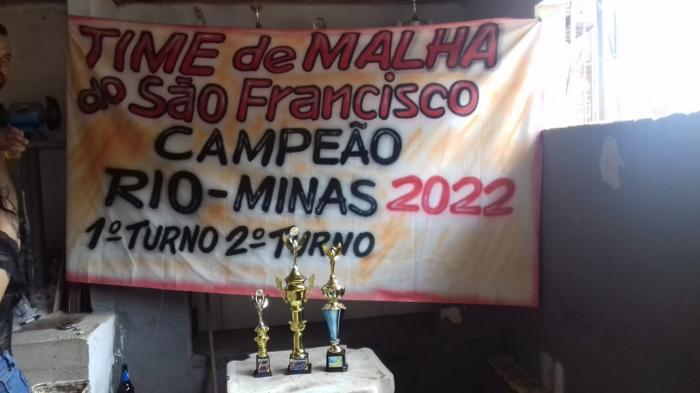 TIME de MALHA
do São Francisco
CAMPEÃO
RIO-MINAS 2022
1º TURNO 2º TURNO